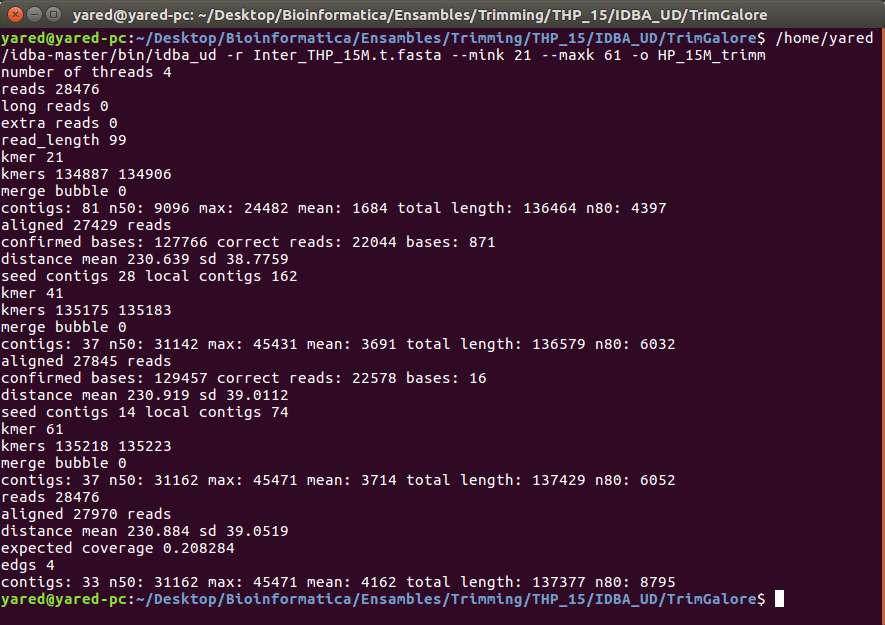 yared@yared-pc: ~/Desktop/Bioinformatica/Ensambles/Trimming/THP_15/IDBA_UD/TrimGalore
yared@yared-pc:~/Desktop/Bioinformatica/Ensambles/Trimming/THP_15/IDBA_UD/TrimGalore$ /home/yared
/idba-master/bin/idba_ud -r Inter_THP_15M.t.fasta --mink 21 --maxk 61 -o HP_15M_trimm
number of threads 4
reads 28476
long reads 0
extra reads 0
read_length 99
kmer 21
kmers 134887 134906
merge bubble 0
contigs: 81 n50: 9096 max: 24482 mean: 1684 total length: 136464 n80: 4397
aligned 27429 reads
confirmed bases: 127766 correct reads: 22044 bases: 871
distance mean 230.639 sd 38.7759
seed contigs 28 local contigs 162
kmer 41
kmers 135175 135183
merge bubble 0
contigs: 37 n50: 31142 max: 45431 mean: 3691 total length: 136579 n80: 6032
aligned 27845 reads
confirmed bases: 129457 correct reads: 22578 bases: 16
distance mean 230.919 sd 39.0112
seed contigs 14 local contigs 74
kmer 61
kmers 135218 135223
merge bubble 0
contigs: 37 n50: 31162 max: 45471 mean: 3714 total length: 137429 n80: 6052
reads 28476
aligned 27970 reads
distance mean 230.884 sd 39.0519
expected coverage 0.208284
edgs 4
contigs: 33 n50: 31162 max: 45471 mean: 4162 total length: 137377 n80: 8795
yared@yared-pc:~/Desktop/Bioinformatica/Ensambles/Trimming/THP_15/IDBA_UD/TrimGalore$